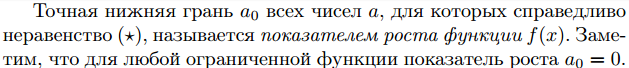 Точная нижняя грань a₀ всех чисел a, для которых справедливо
неравенство (⋆), называется показателем роста функции f(x). Заме-
тим, что для любой ограниченной функции показатель роста a₀ = 0.